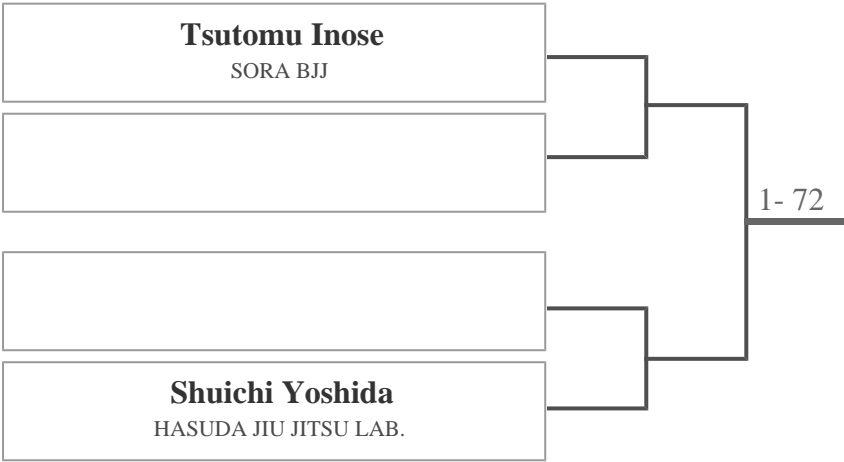 Tsutomu Inose
SORA BJJ
1- 72
Shuichi Yoshida
HASUDA JIU JITSU LAB.